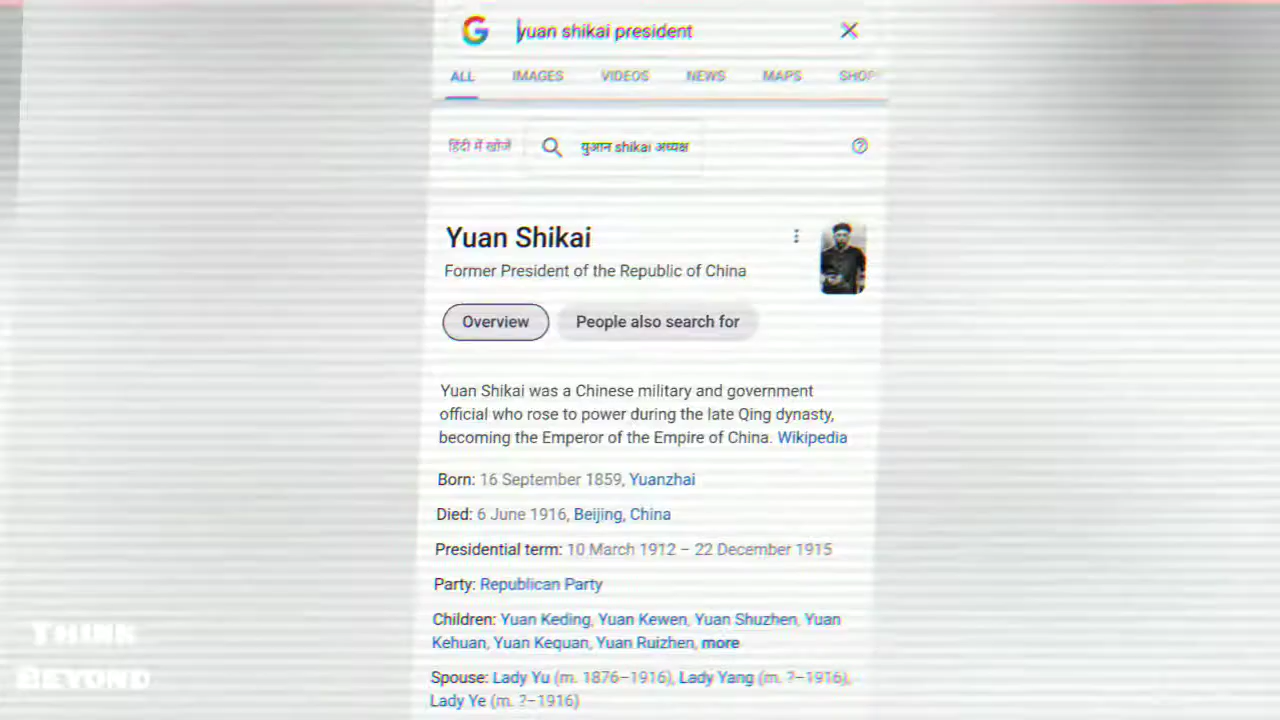 yuan shikai president
ALL IMAGES VIDEOS NEWS MAPS SHOP
हिंदी में खोजें युआन shikai अध्यक्ष
Yuan Shikai
Former President of the Republic of China
Overview People also search for
Yuan Shikai was a Chinese military and government
official who rose to power during the late Qing dynasty,
becoming the Emperor of the Empire of China. Wikipedia
Born: 16 September 1859, Yuanzhai
Died: 6 June 1916, Beijing, China
Presidential term: 10 March 1912 – 22 December 1915
Party: Republican Party
Children: Yuan Keding, Yuan Kewen, Yuan Shuzhen, Yuan
Kehuan, Yuan Kequan, Yuan Ruizhen, more
Spouse: Lady Yu (m. 1876–1916), Lady Yang (m. ?–1916),
Lady Ye (m. ?–1916)
THINK
BEYOND